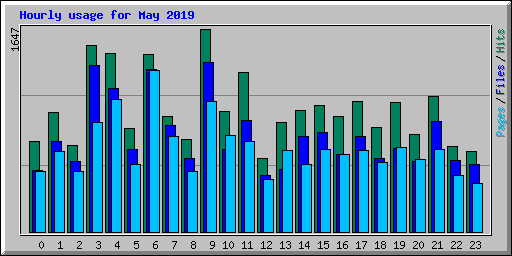 Hourly usage for May 2019
1647
Pages / Files / Hits
0 1 2 3 4 5 6 7 8 9 10 11 12 13 14 15 16 17 18 19 20 21 22 23